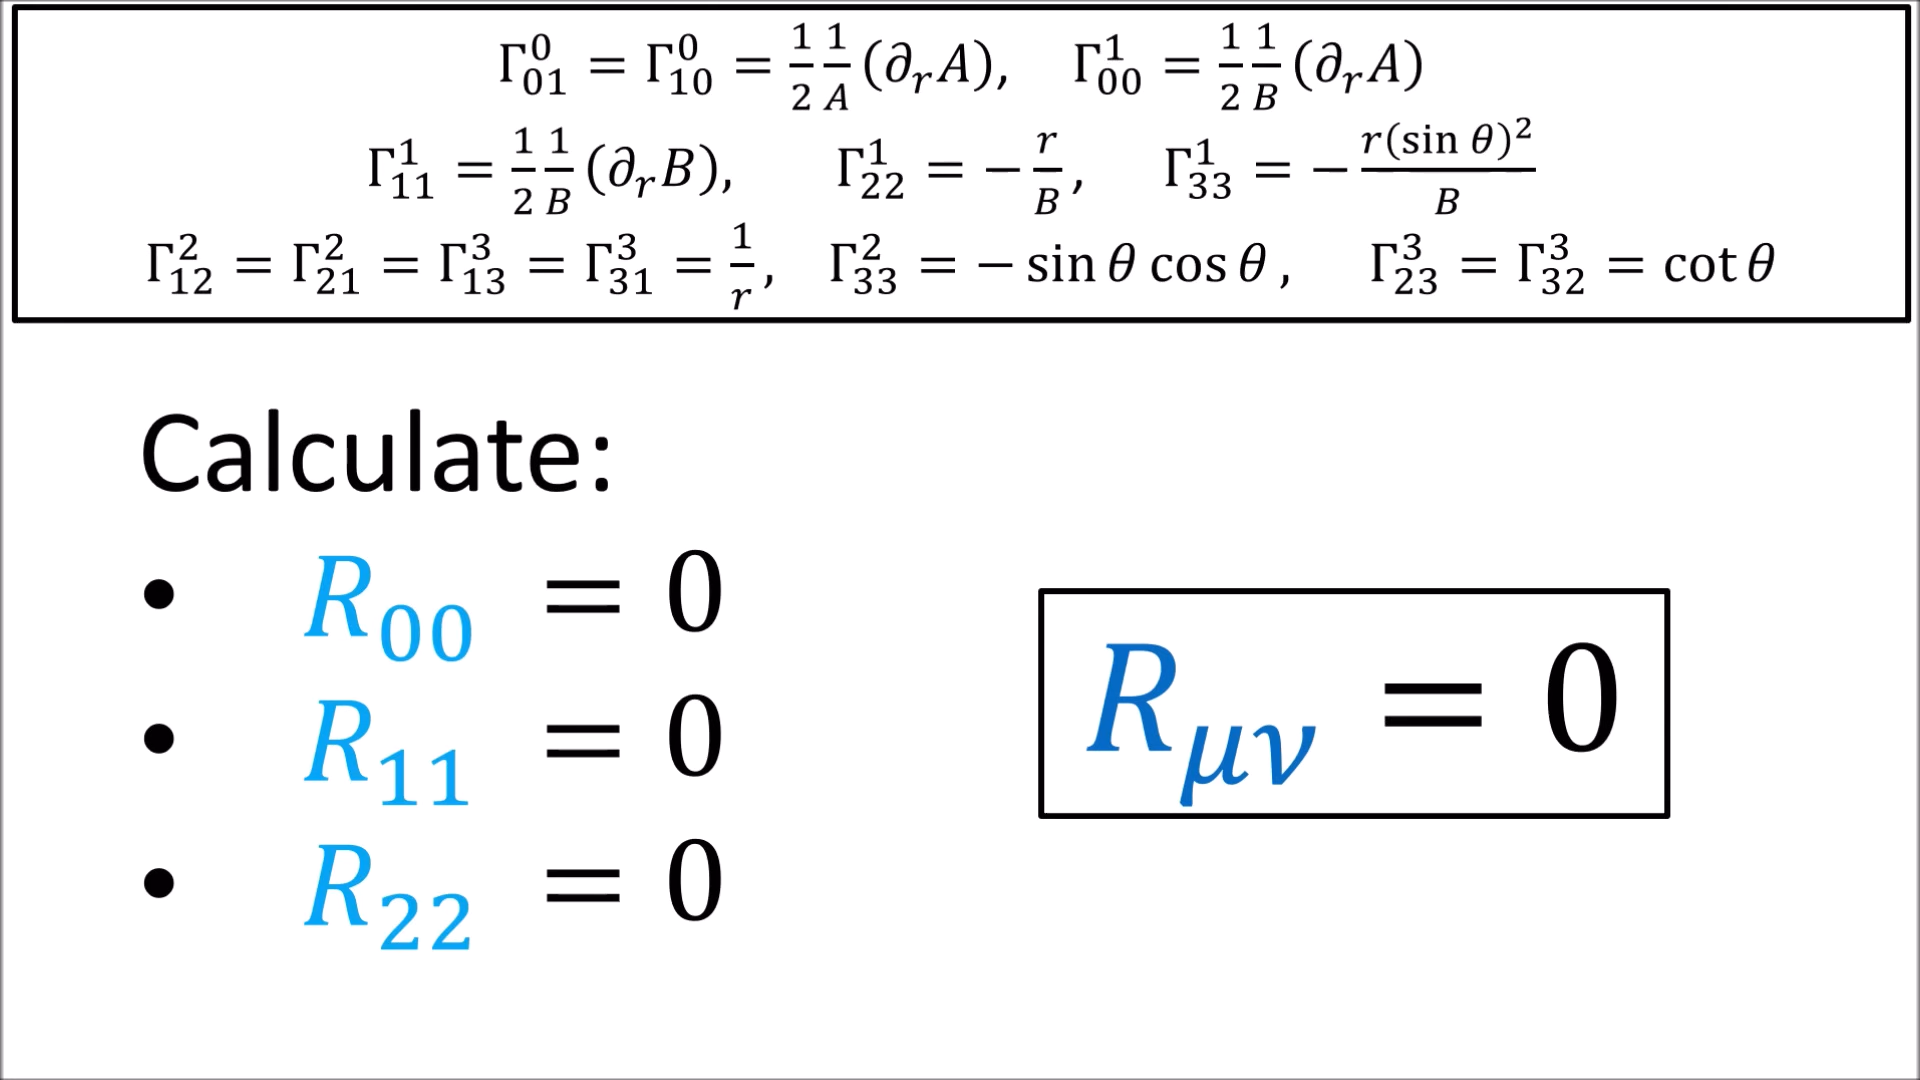 Γ⁰₀₁ = Γ⁰₁₀ = 1/2 1/A (∂ᵣA), Γ¹₀₀ = 1/2 1/B (∂ᵣA)
Γ¹₁₁ = 1/2 1/B (∂ᵣB), Γ¹₂₂ = − r/B, Γ¹₃₃ = − r(sin θ)²/B
Γ²₁₂ = Γ²₂₁ = Γ³₁₃ = Γ³₃₁ = 1/r, Γ²₃₃ = − sin θ cos θ , Γ³₂₃ = Γ³₃₂ = cot θ
Calculate:
• R₀₀ = 0
• R₁₁ = 0
R_μν = 0
• R₂₂ = 0